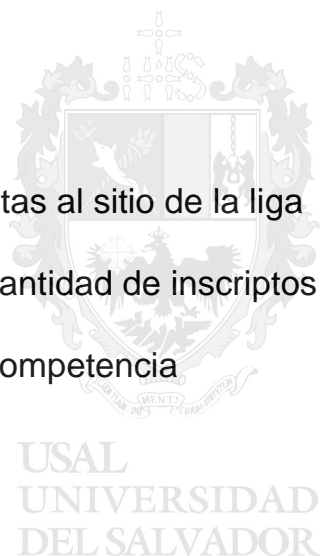 tas al sitio de la liga
antidad de inscriptos
ompetencia
USAL
UNIVERSIDAD
DEL SALVADOR